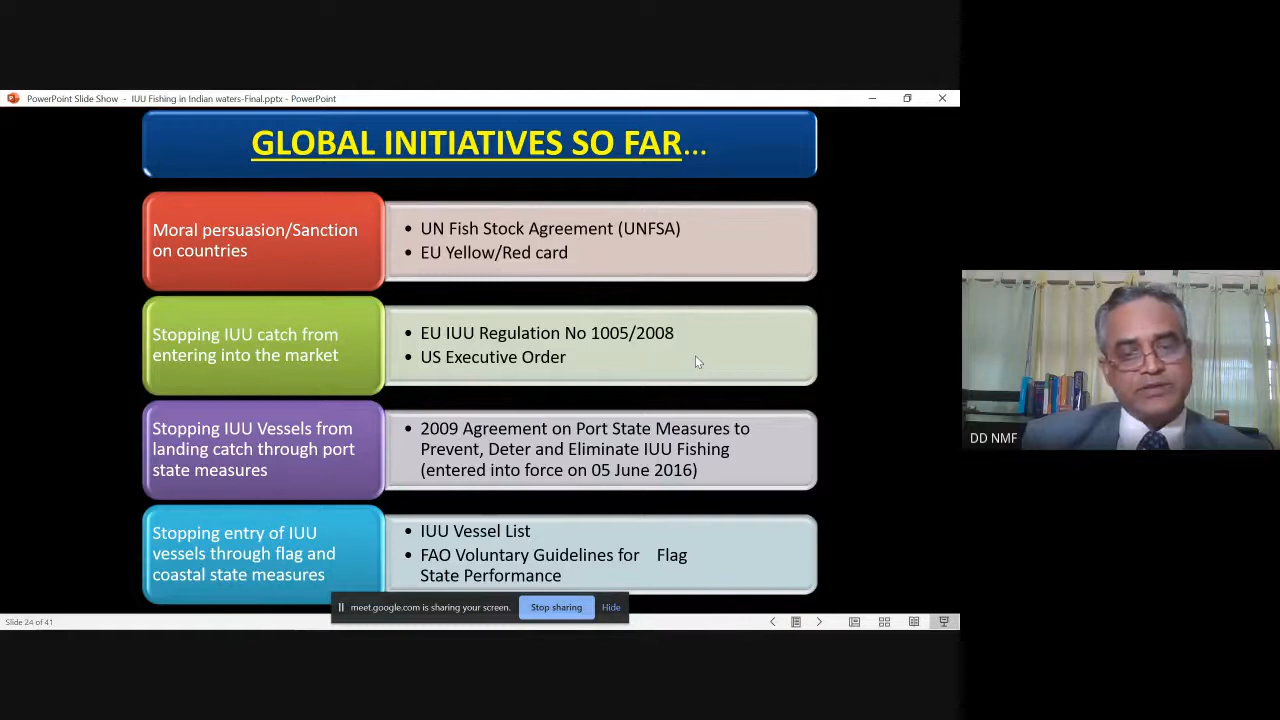 PowerPoint Slide Show - IUU Fishing in Indian waters-Final.pptx - PowerPoint
GLOBAL INITIATIVES SO FAR...
Moral persuasion/Sanction
on countries
• UN Fish Stock Agreement (UNFSA)
• EU Yellow/Red card
Stopping IUU catch from
entering into the market
• EU IUU Regulation No 1005/2008
• US Executive Order
Stopping IUU Vessels from
landing catch through port
state measures
• 2009 Agreement on Port State Measures to
Prevent, Deter and Eliminate IUU Fishing
(entered into force on 05 June 2016)
Stopping entry of IUU
vessels through flag and
coastal state measures
• IUU Vessel List
• FAO Voluntary Guidelines for Flag
State Performance
meet.google.com is sharing your screen. Stop sharing Hide
Slide 24 of 41
DD NMF